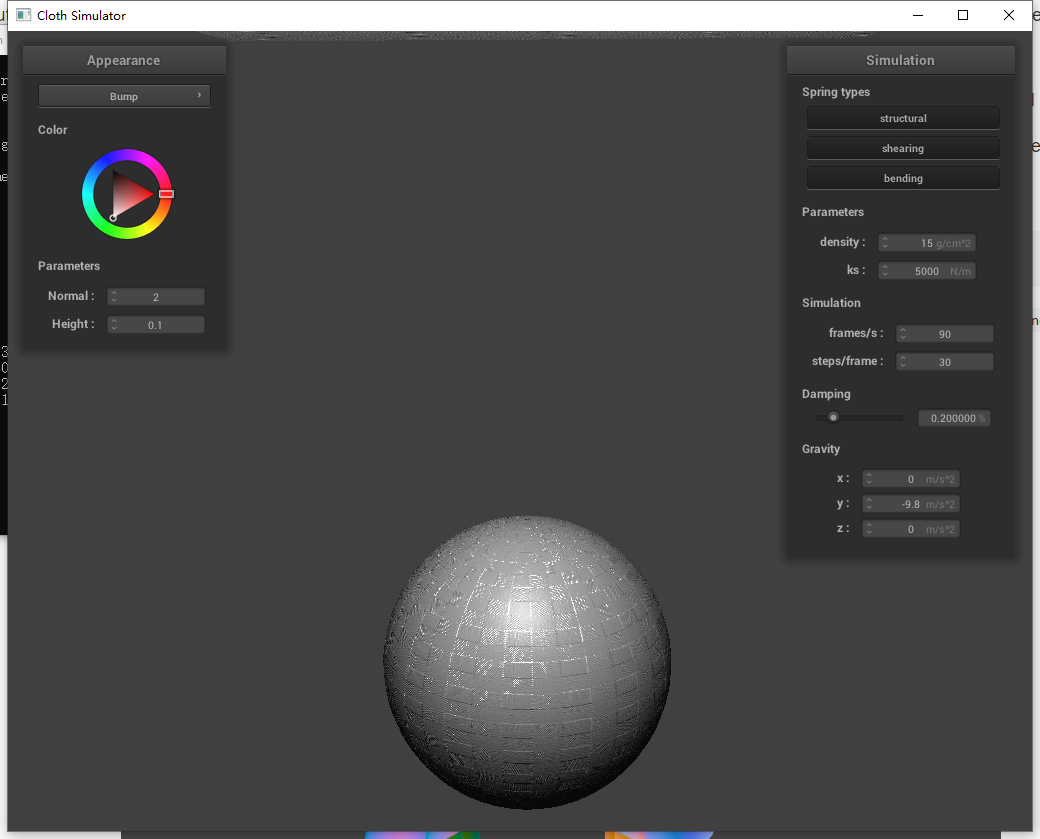 Cloth Simulator
Appearance
Bump
Color
Parameters
Normal : 2
Height : 0.1
Simulation
Spring types
structural
shearing
bending
Parameters
density : 15 g/cm^2
ks : 5000 N/m
Simulation
frames/s : 90
steps/frame : 30
Damping
0.200000 %
Gravity
x : 0 m/s^2
y : -9.8 m/s^2
z : 0 m/s^2